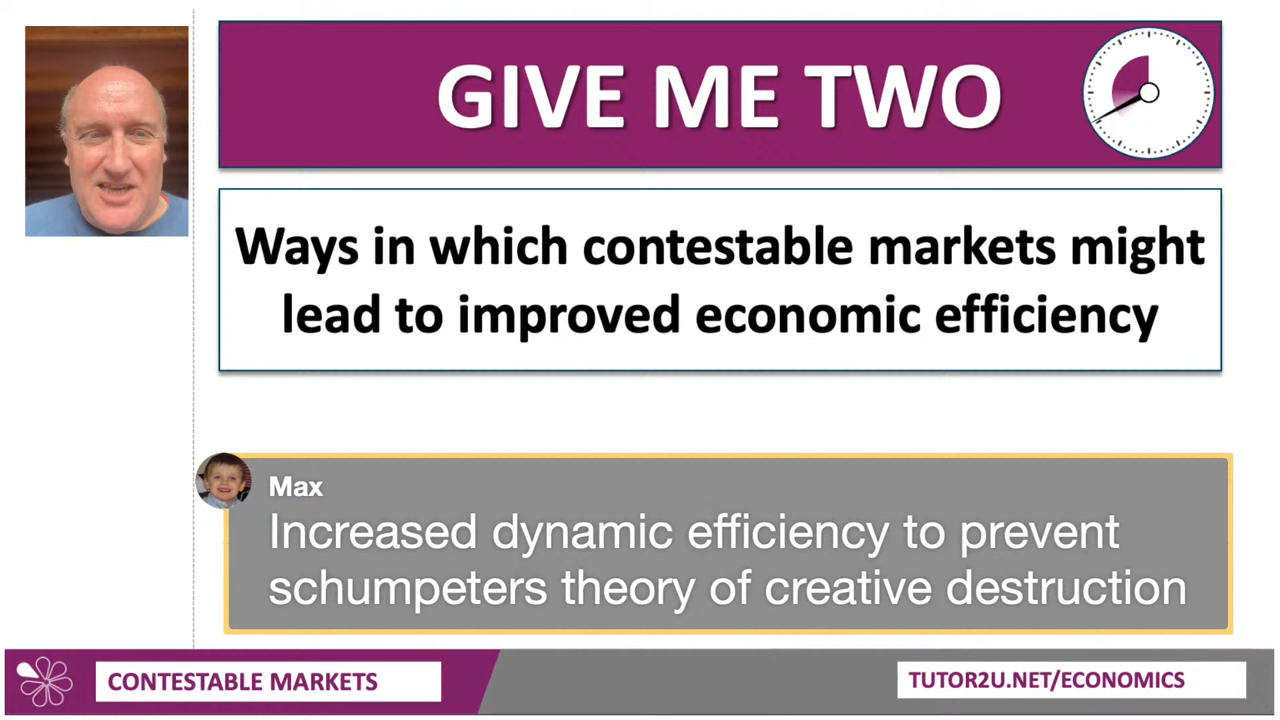 GIVE ME TWO
Ways in which contestable markets might
lead to improved economic efficiency
Max
Increased dynamic efficiency to prevent
schumpeters theory of creative destruction
CONTESTABLE MARKETS
TUTOR2U.NET/ECONOMICS